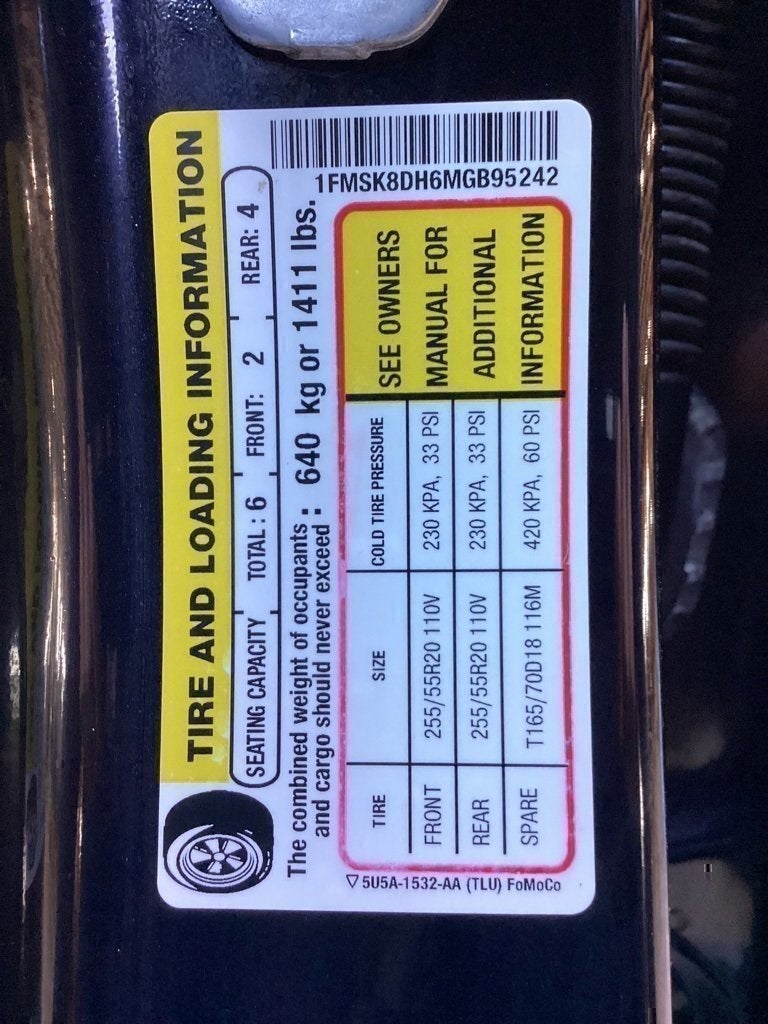 TIRE AND LOADING INFORMATION
SEATING CAPACITY TOTAL : 6 FRONT: 2 REAR: 4
The combined weight of occupants and cargo should never exceed : 640 kg or 1411 lbs.
TIRE SIZE COLD TIRE PRESSURE
FRONT 255/55R20 110V 230 KPA, 33 PSI
REAR 255/55R20 110V 230 KPA, 33 PSI
SPARE T165/70D18 116M 420 KPA, 60 PSI
SEE OWNERS
MANUAL FOR
ADDITIONAL
INFORMATION
5U5A-1532-AA (TLU) FoMoCo
1FMSK8DH6MGB95242